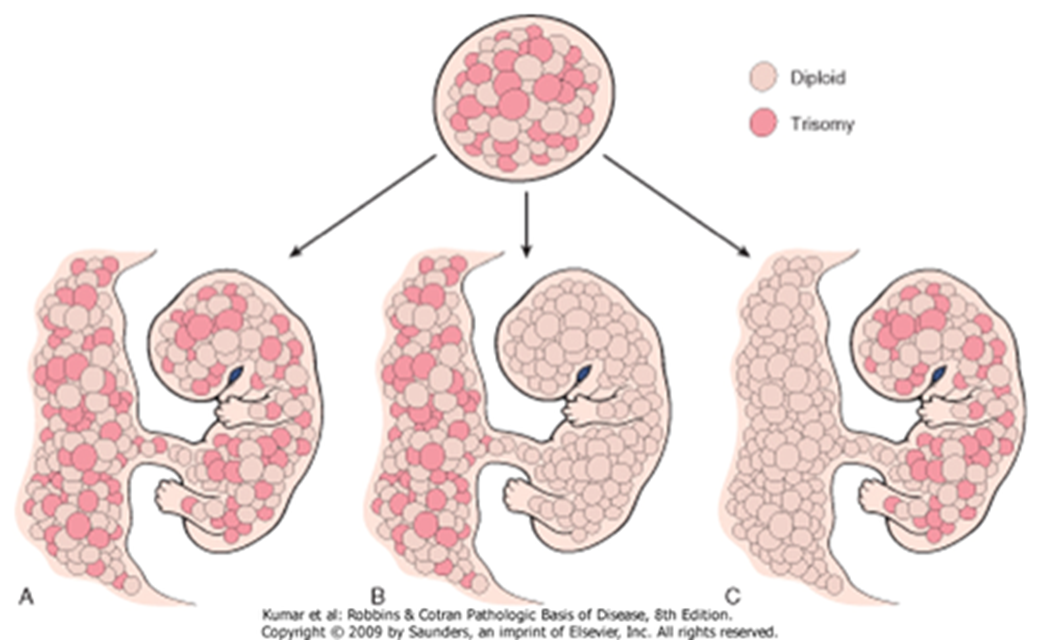 Diploid
Trisomy
A
B
C
Kumar et al: Robbins & Cotran Pathologic Basis of Disease, 8th Edition.
Copyright © 2009 by Saunders, an imprint of Elsevier, Inc. All rights reserved.